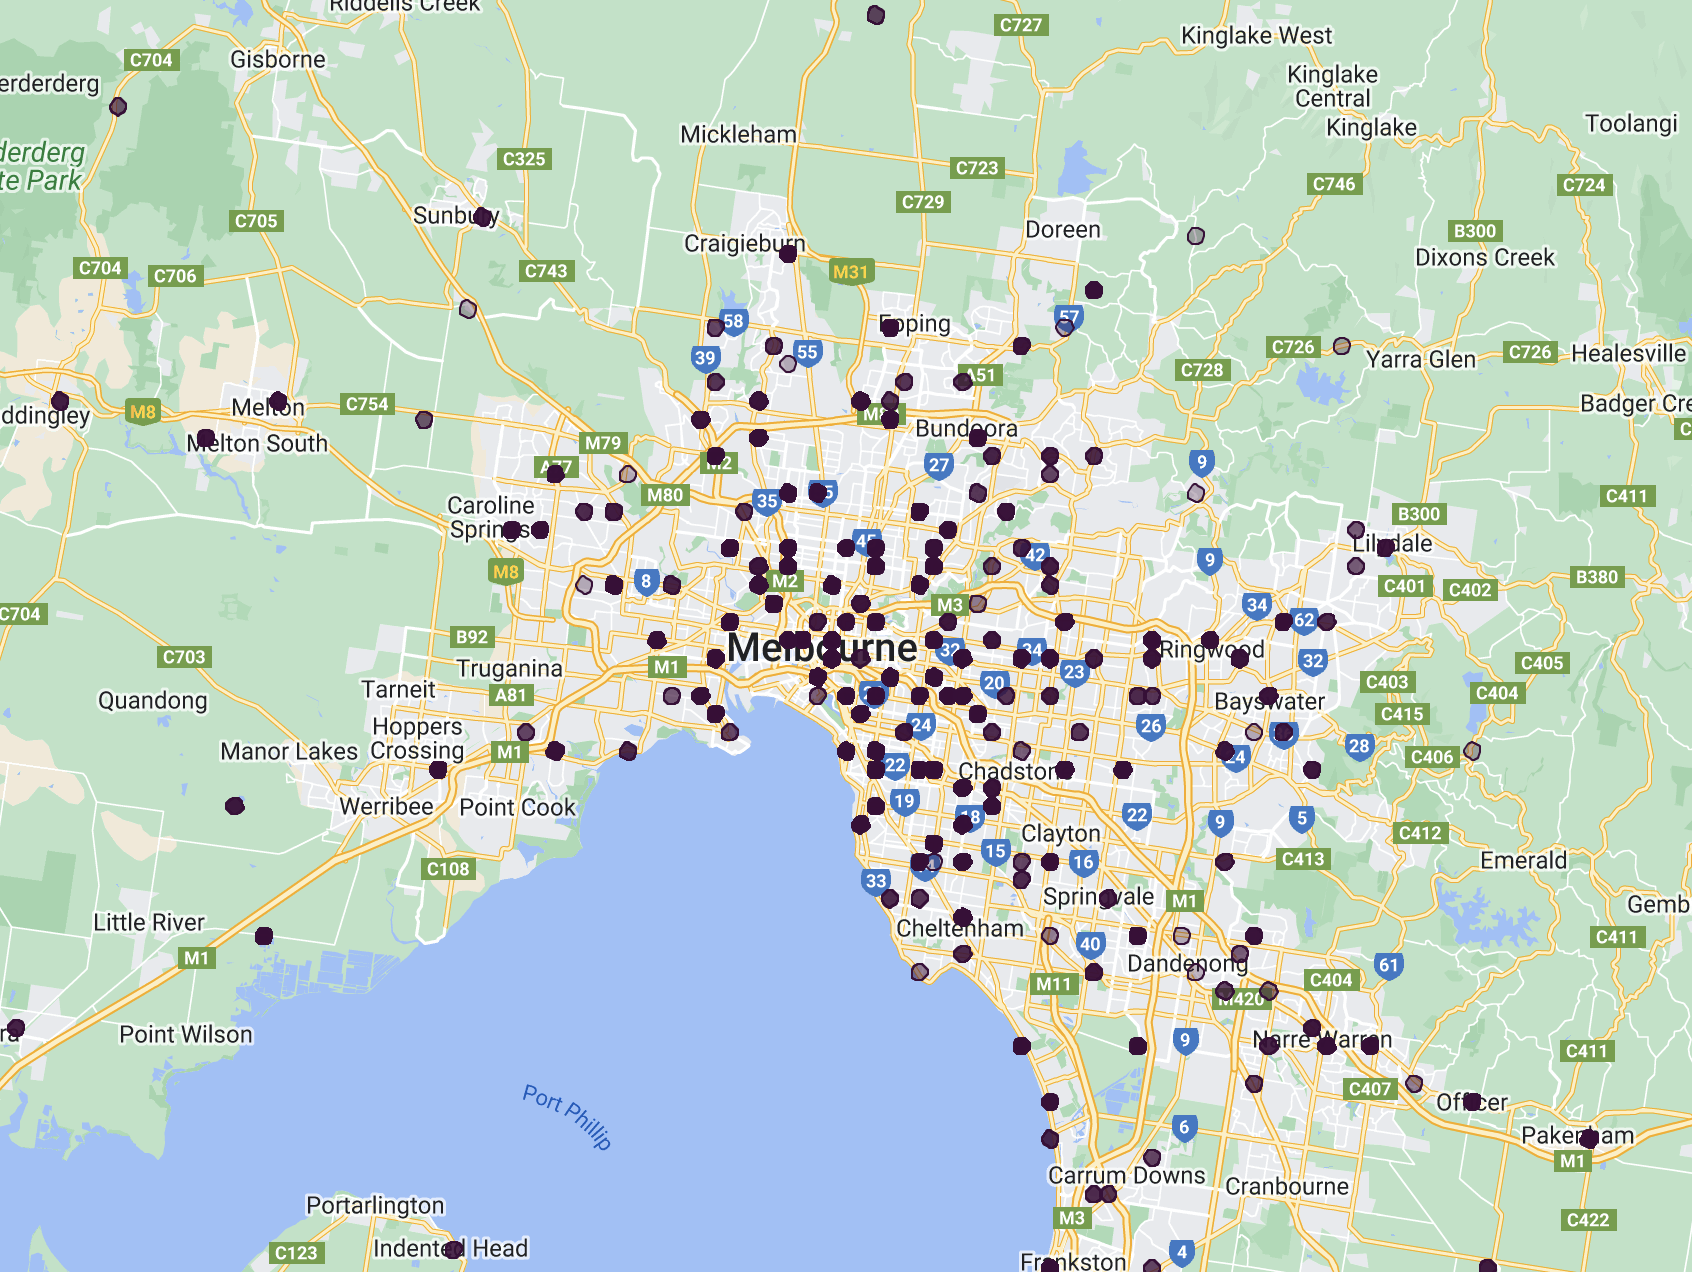 Riddells Creek
C727
Kinglake West
C704
Gisborne
Kinglake
Central
erderderg
Kinglake
Toolangi
Mickleham
derderg
te Park
C325
C723
C746
C724
C729
C705
Sunbury
Doreen
B300
Craigieburn
Dixons Creek
C704
C706
C743
M31
58
Epping
57
39
55
C726
Yarra Glen
C726
Healesville
C728
A51
ddingley
M8
Melton
C754
Badger Cre
Melton South
M79
Bundoora
C
A77
M2
27
9
M80
35
C411
Caroline
Springs
B300
45
42
Lilydale
9
M8
8
M2
C401
C402
B380
C704
M3
34
62
B92
Melbourne
32
34
Ringwood
C703
Truganina
M1
32
C405
23
Tarneit
A81
20
C403
C404
Quandong
Bayswater
C415
Hoppers
Crossing
24
26
Manor Lakes
M1
28
C406
22
24
Chadston
Werribee
Point Cook
19
18
22
9
5
Clayton
C412
C108
15
16
C413
Emerald
33
Springvale
M1
Gemb
Little River
Cheltenham
40
C411
M1
Dandenong
61
M11
C404
M420
Point Wilson
ra
9
Narre Warren
C411
C407
Port Phillip
Officer
6
Pakenham
M1
Carrum Downs
Cranbourne
Portarlington
M3
C422
C123
Indented Head
4
Frankston